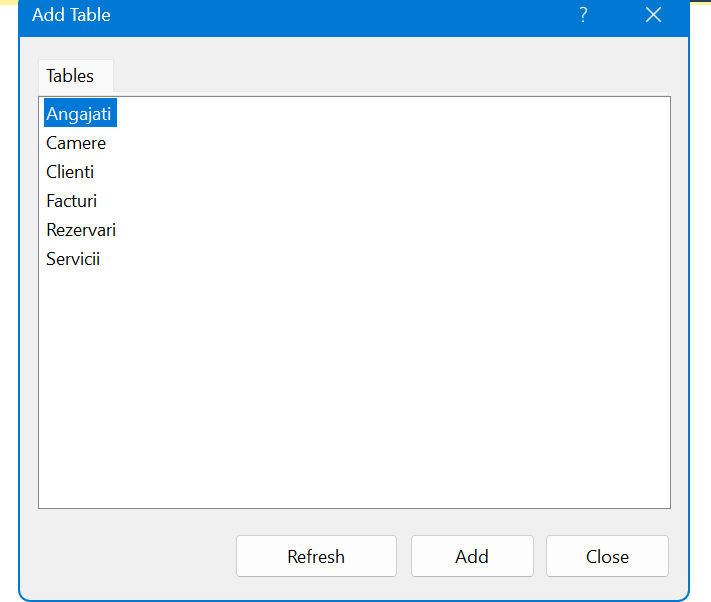 Add Table
?
Tables
Angajati
Camere
Clienti
Facturi
Rezervari
Servicii
Refresh Add Close